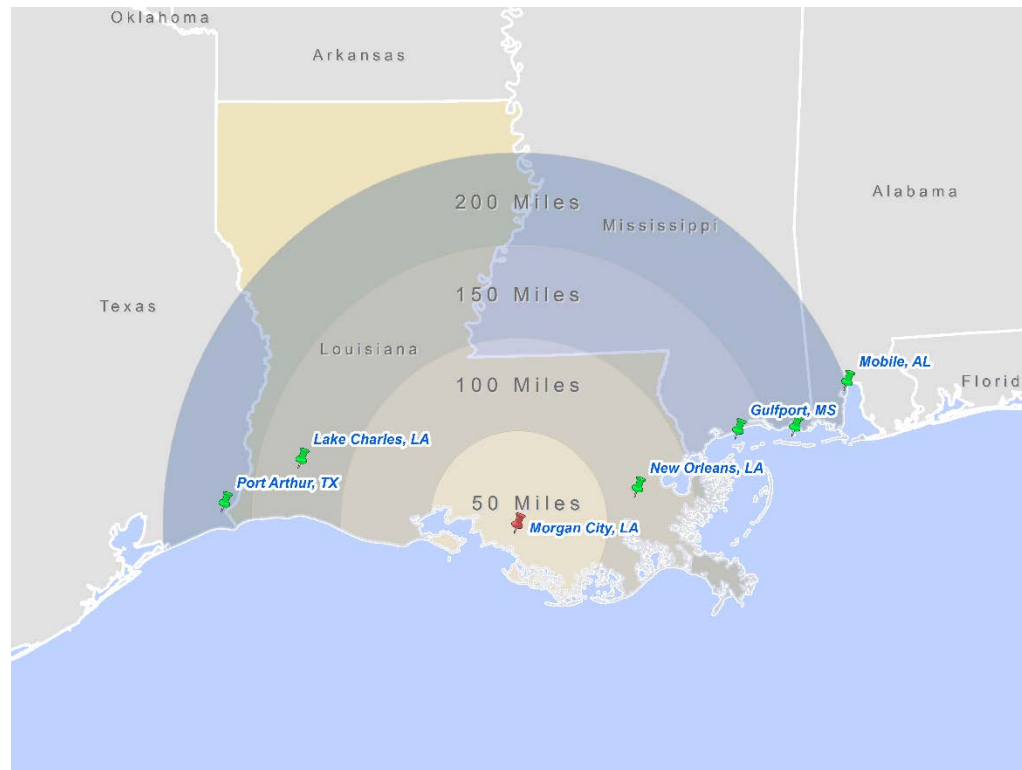 Oklahoma
Arkansas
Alabama
200 Miles
Mississippi
150 Miles
Texas
Louisiana
Mobile, AL
100 Miles
Florid
Gulfport, MS
Lake Charles, LA
New Orleans, LA
Port Arthur, TX
50 Miles
Morgan City, LA